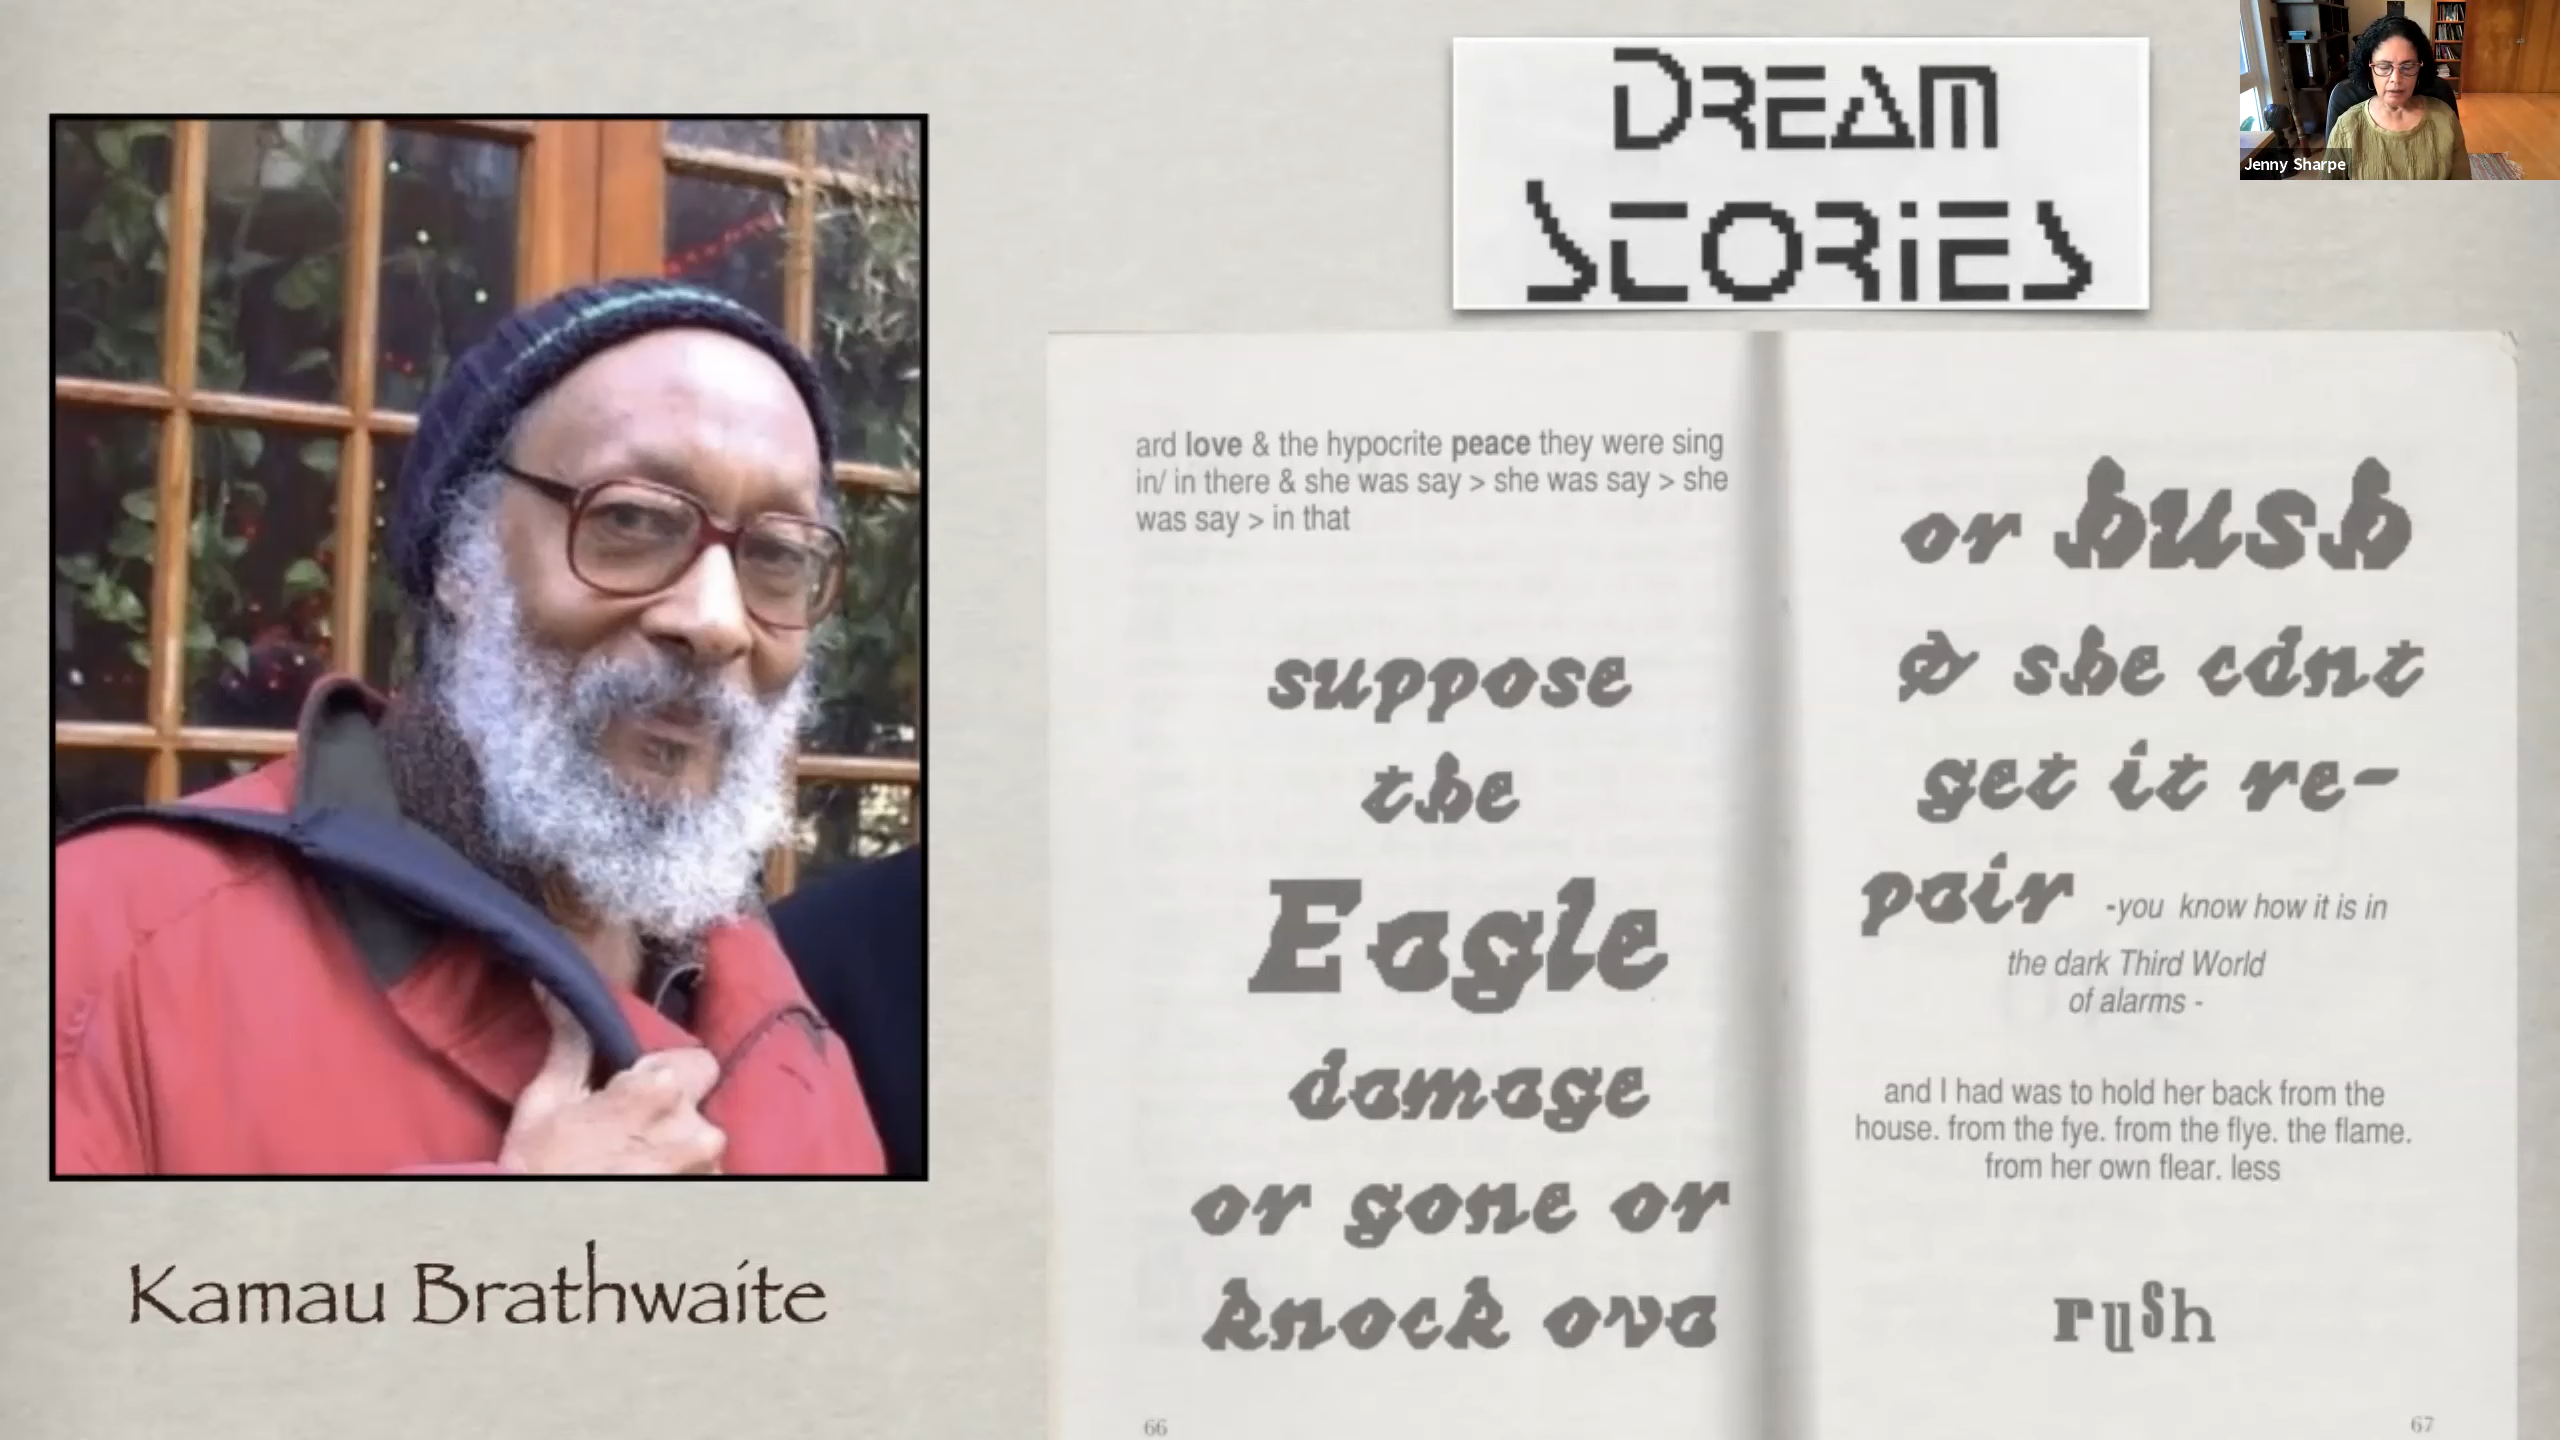 DREAM
STORIES
Jenny Sharpe
ard love & the hypocrite peace they were sing
in/ in there & she was say > she was say > she
was say > in that
suppose
the
Eagle
damage
or gone or
knock ova
66
or hush
& she cdnt
get it re-
pair -you know how it is in
the dark Third World
of alarms -
and I had was to hold her back from the
house. from the fye. from the flye. the flame.
from her own flear. less
rush
67
Kamau Brathwaite